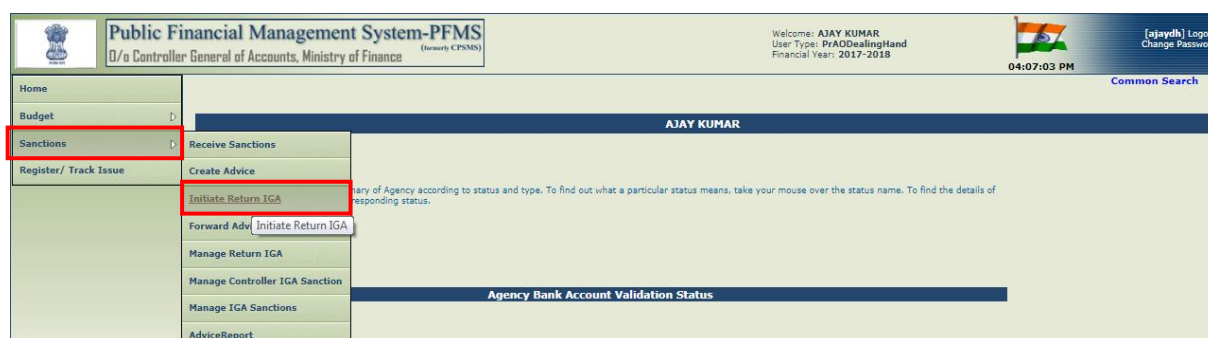 Public Financial Management System-PFMS
(formerly CPSMS)
O/o Controller General of Accounts, Ministry of Finance
Welcome: AJAY KUMAR
User Type: PrAODealingHand
Financial Year: 2017-2018
04:07:03 PM
[ajaydh] Logo
Change Passwo
Common Search
Home
Budget
Sanctions
Register/ Track Issue
Receive Sanctions
Create Advice
Initiate Return IGA
Forward Adv
Initiate Return IGA
Manage Return IGA
Manage Controller IGA Sanction
Manage IGA Sanctions
AdviceReport
AJAY KUMAR
mary of Agency according to status and type. To find out what a particular status means, take your mouse over the status name. To find the details of
responding status.
Agency Bank Account Validation Status